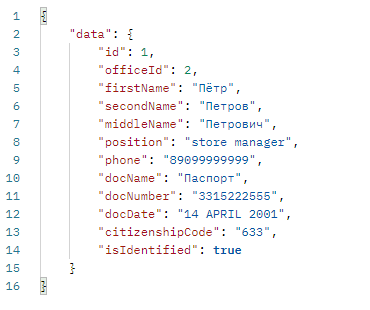 1 {
2 "data": {
3 "id": 1,
4 "officeId": 2,
5 "firstName": "Пётр",
6 "secondName": "Петров",
7 "middleName": "Петрович",
8 "position": "store manager",
9 "phone": "89099999999",
10 "docName": "Паспорт",
11 "docNumber": "3315222555",
12 "docDate": "14 APRIL 2001",
13 "citizenshipCode": "633",
14 "isIdentified": true
15 }
16 }